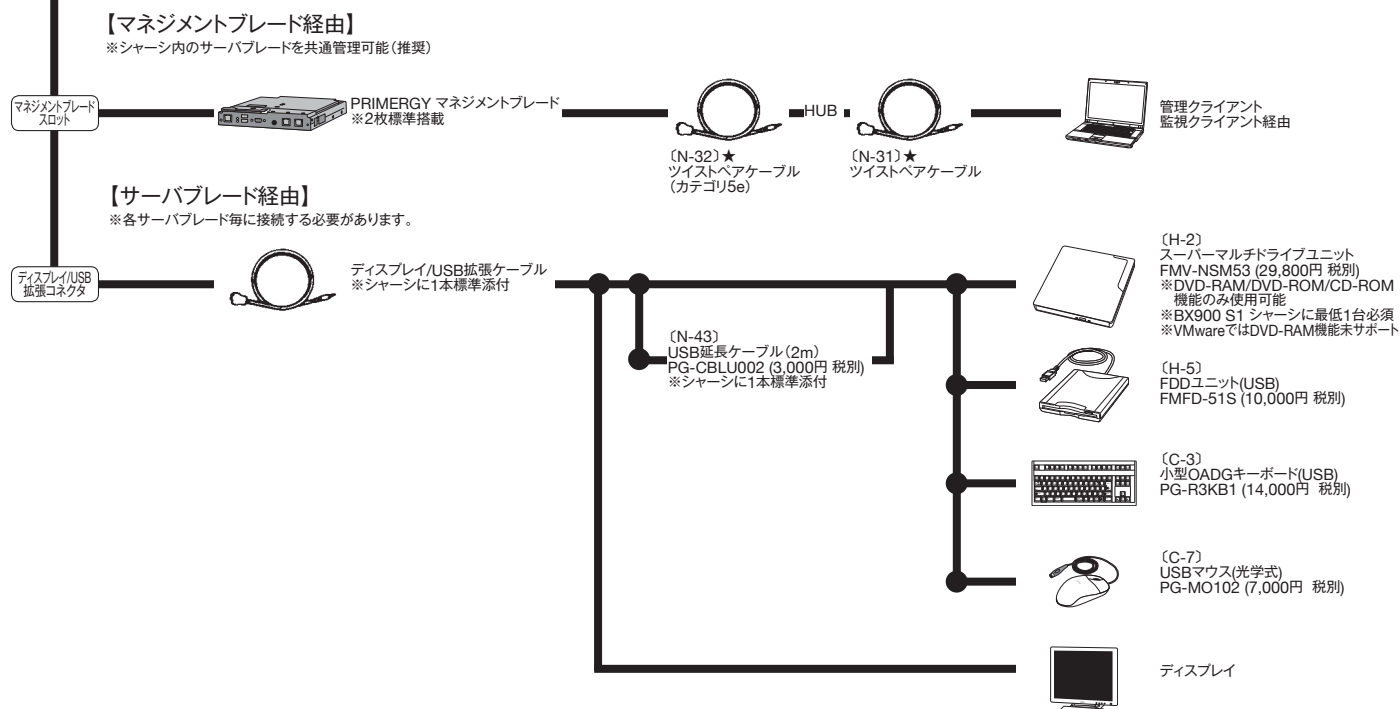 【マネジメントブレード経由】
※シャーシ内のサーバブレードを共通管理可能（推奨）
マネジメントブレード
スロット
PRIMERGY マネジメントブレード
※2枚標準搭載
〔N-32〕★
ツイストペアケーブル
（カテゴリ5e）
HUB
〔N-31〕★
ツイストペアケーブル
管理クライアント
監視クライアント経由
【サーバブレード経由】
※各サーバブレード毎に接続する必要があります。
ディスプレイ/USB
拡張コネクタ
ディスプレイ/USB拡張ケーブル
※シャーシに1本標準添付
〔N-43〕
USB延長ケーブル（2m）
PG-CBLU002 (3,000円 税別)
※シャーシに1本標準添付
〔H-2〕
スーパーマルチドライブユニット
FMV-NSM53 (29,800円 税別)
※DVD-RAM/DVD-ROM/CD-ROM
機能のみ使用可能
※BX900 S1 シャーシに最低1台必須
※VMwareではDVD-RAM機能未サポート
〔H-5〕
FDDユニット(USB)
FMFD-51S (10,000円 税別)
〔C-3〕
小型OADGキーボード(USB)
PG-R3KB1 (14,000円 税別)
〔C-7〕
USBマウス(光学式)
PG-MO102 (7,000円 税別)
ディスプレイ